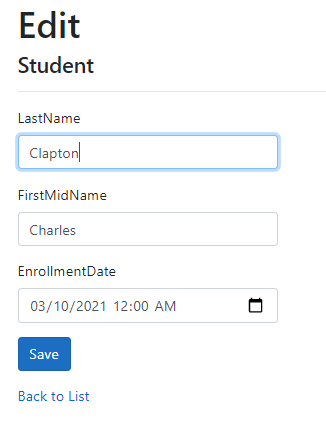 Edit
Student
LastName
Clapton
FirstMidName
Charles
EnrollmentDate
03/10/2021 12:00 AM
Save
Back to List